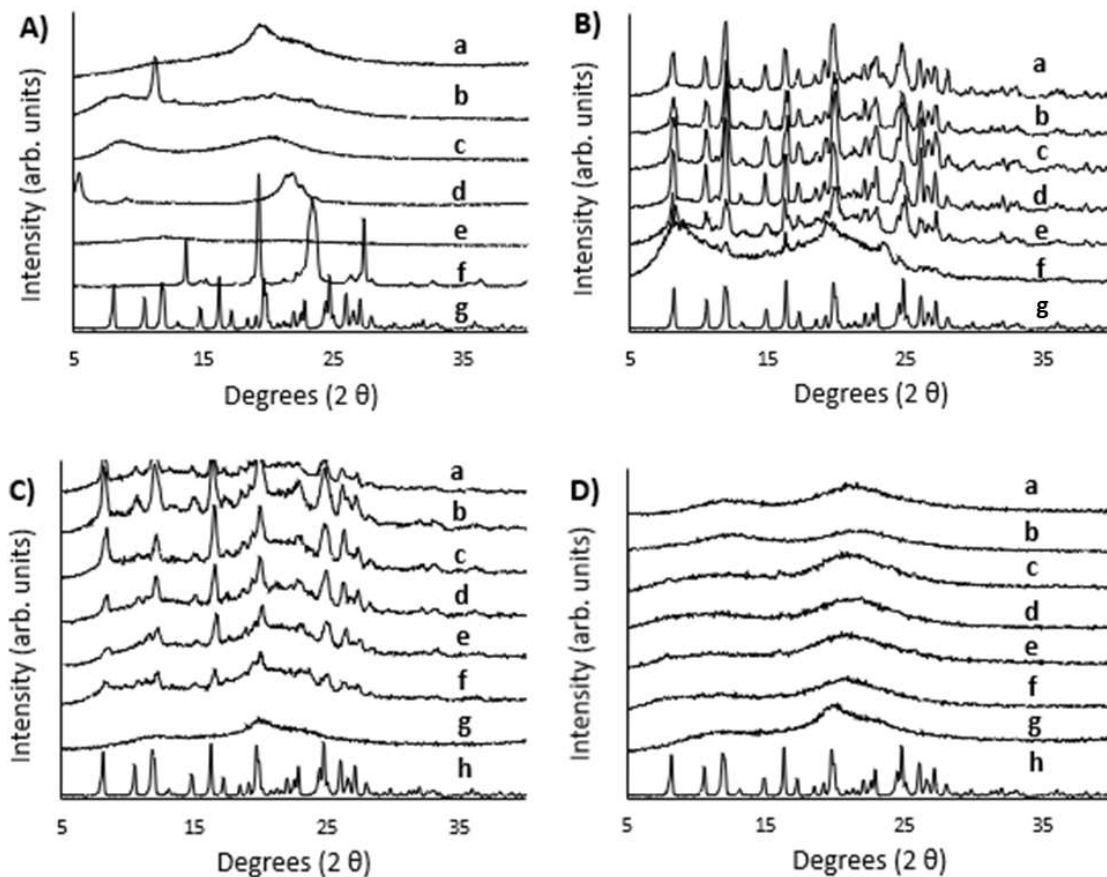 A)
Intensity (arb. units)
a
b
c
d
e
f
g
5 15 25 35
Degrees (2 θ)
B)
Intensity (arb. units)
a
b
c
d
e
f
g
5 15 25 35
Degrees (2 θ)
C)
Intensity (arb. units)
a
b
c
d
e
f
g
h
5 15 25 35
Degrees (2 θ)
D)
Intensity (arb. units)
a
b
c
d
e
f
g
h
5 15 25 35
Degrees (2 θ)